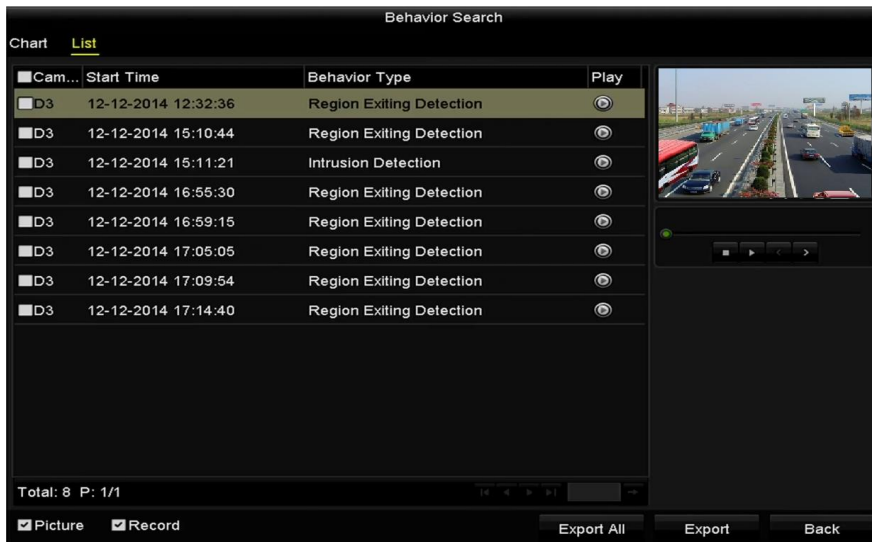 Behavior Search
Chart List
Cam... Start Time Behavior Type Play
D3 12-12-2014 12:32:36 Region Exiting Detection
D3 12-12-2014 15:10:44 Region Exiting Detection
D3 12-12-2014 15:11:21 Intrusion Detection
D3 12-12-2014 16:55:30 Region Exiting Detection
D3 12-12-2014 16:59:15 Region Exiting Detection
D3 12-12-2014 17:05:05 Region Exiting Detection
D3 12-12-2014 17:09:54 Region Exiting Detection
D3 12-12-2014 17:14:40 Region Exiting Detection
Total: 8 P: 1/1
Picture Record Export All Export Back